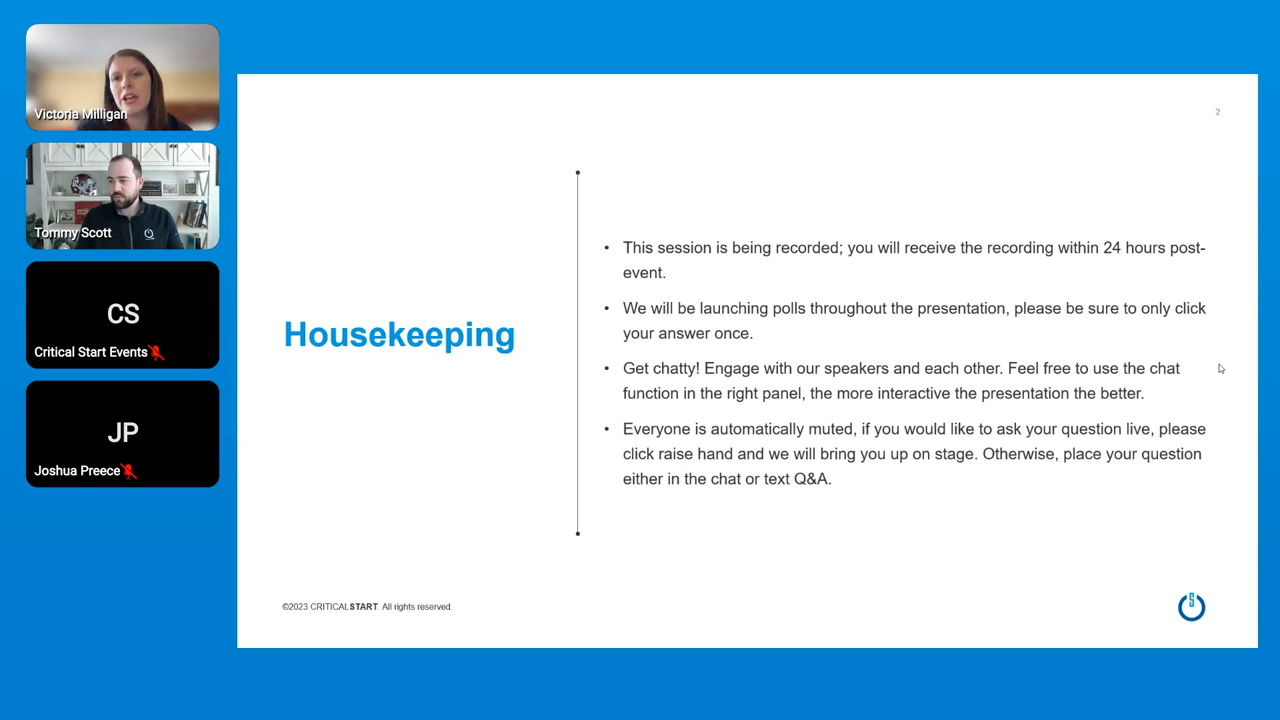 Victoria Milligan
Tommy Scott
CS
Critical Start Events
JP
Joshua Preece
2
Housekeeping
• This session is being recorded; you will receive the recording within 24 hours post-
event.
• We will be launching polls throughout the presentation, please be sure to only click
your answer once.
• Get chatty! Engage with our speakers and each other. Feel free to use the chat
function in the right panel, the more interactive the presentation the better.
• Everyone is automatically muted, if you would like to ask your question live, please
click raise hand and we will bring you up on stage. Otherwise, place your question
either in the chat or text Q&A.
©2023 CRITICALSTART. All rights reserved.
S